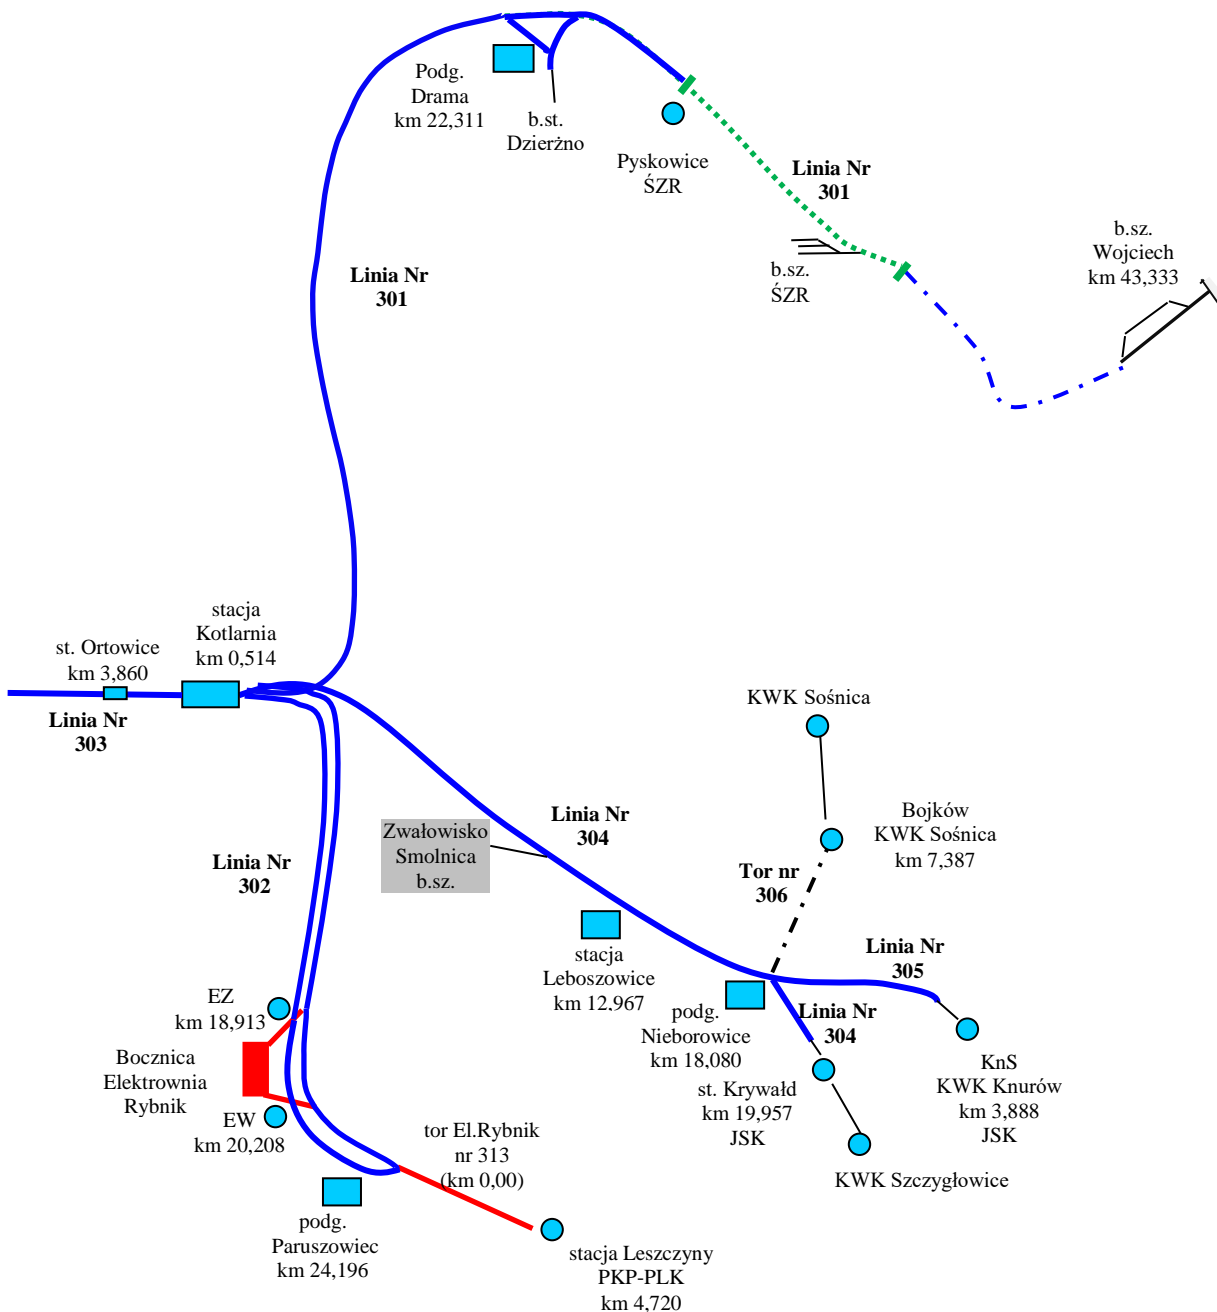 Podg.
Drama
km 22,311
b.st.
Dzierżno
Pyskowice
ŚZR
Linia Nr
301
b.sz.
ŚZR
b.sz.
Wojciech
km 43,333
Linia Nr
301
stacja
Kotlarnia
km 0,514
st. Ortowice
km 3,860
Linia Nr
303
KWK Sośnica
Bojków
KWK Sośnica
km 7,387
Linia Nr
304
Zwałowisko
Smolnica
b.sz.
Linia Nr
302
Tor nr
306
stacja
Leboszowice
km 12,967
Linia Nr
305
podg.
Nieborowice
km 18,080
Linia Nr
304
EZ
km 18,913
Bocznica
Elektrownia
Rybnik
EW
km 20,208
st. Krywałd
km 19,957
JSK
KnS
KWK Knurów
km 3,888
JSK
KWK Szczygłowice
tor El.Rybnik
nr 313
(km 0,00)
podg.
Paruszowiec
km 24,196
stacja Leszczyny
PKP-PLK
km 4,720